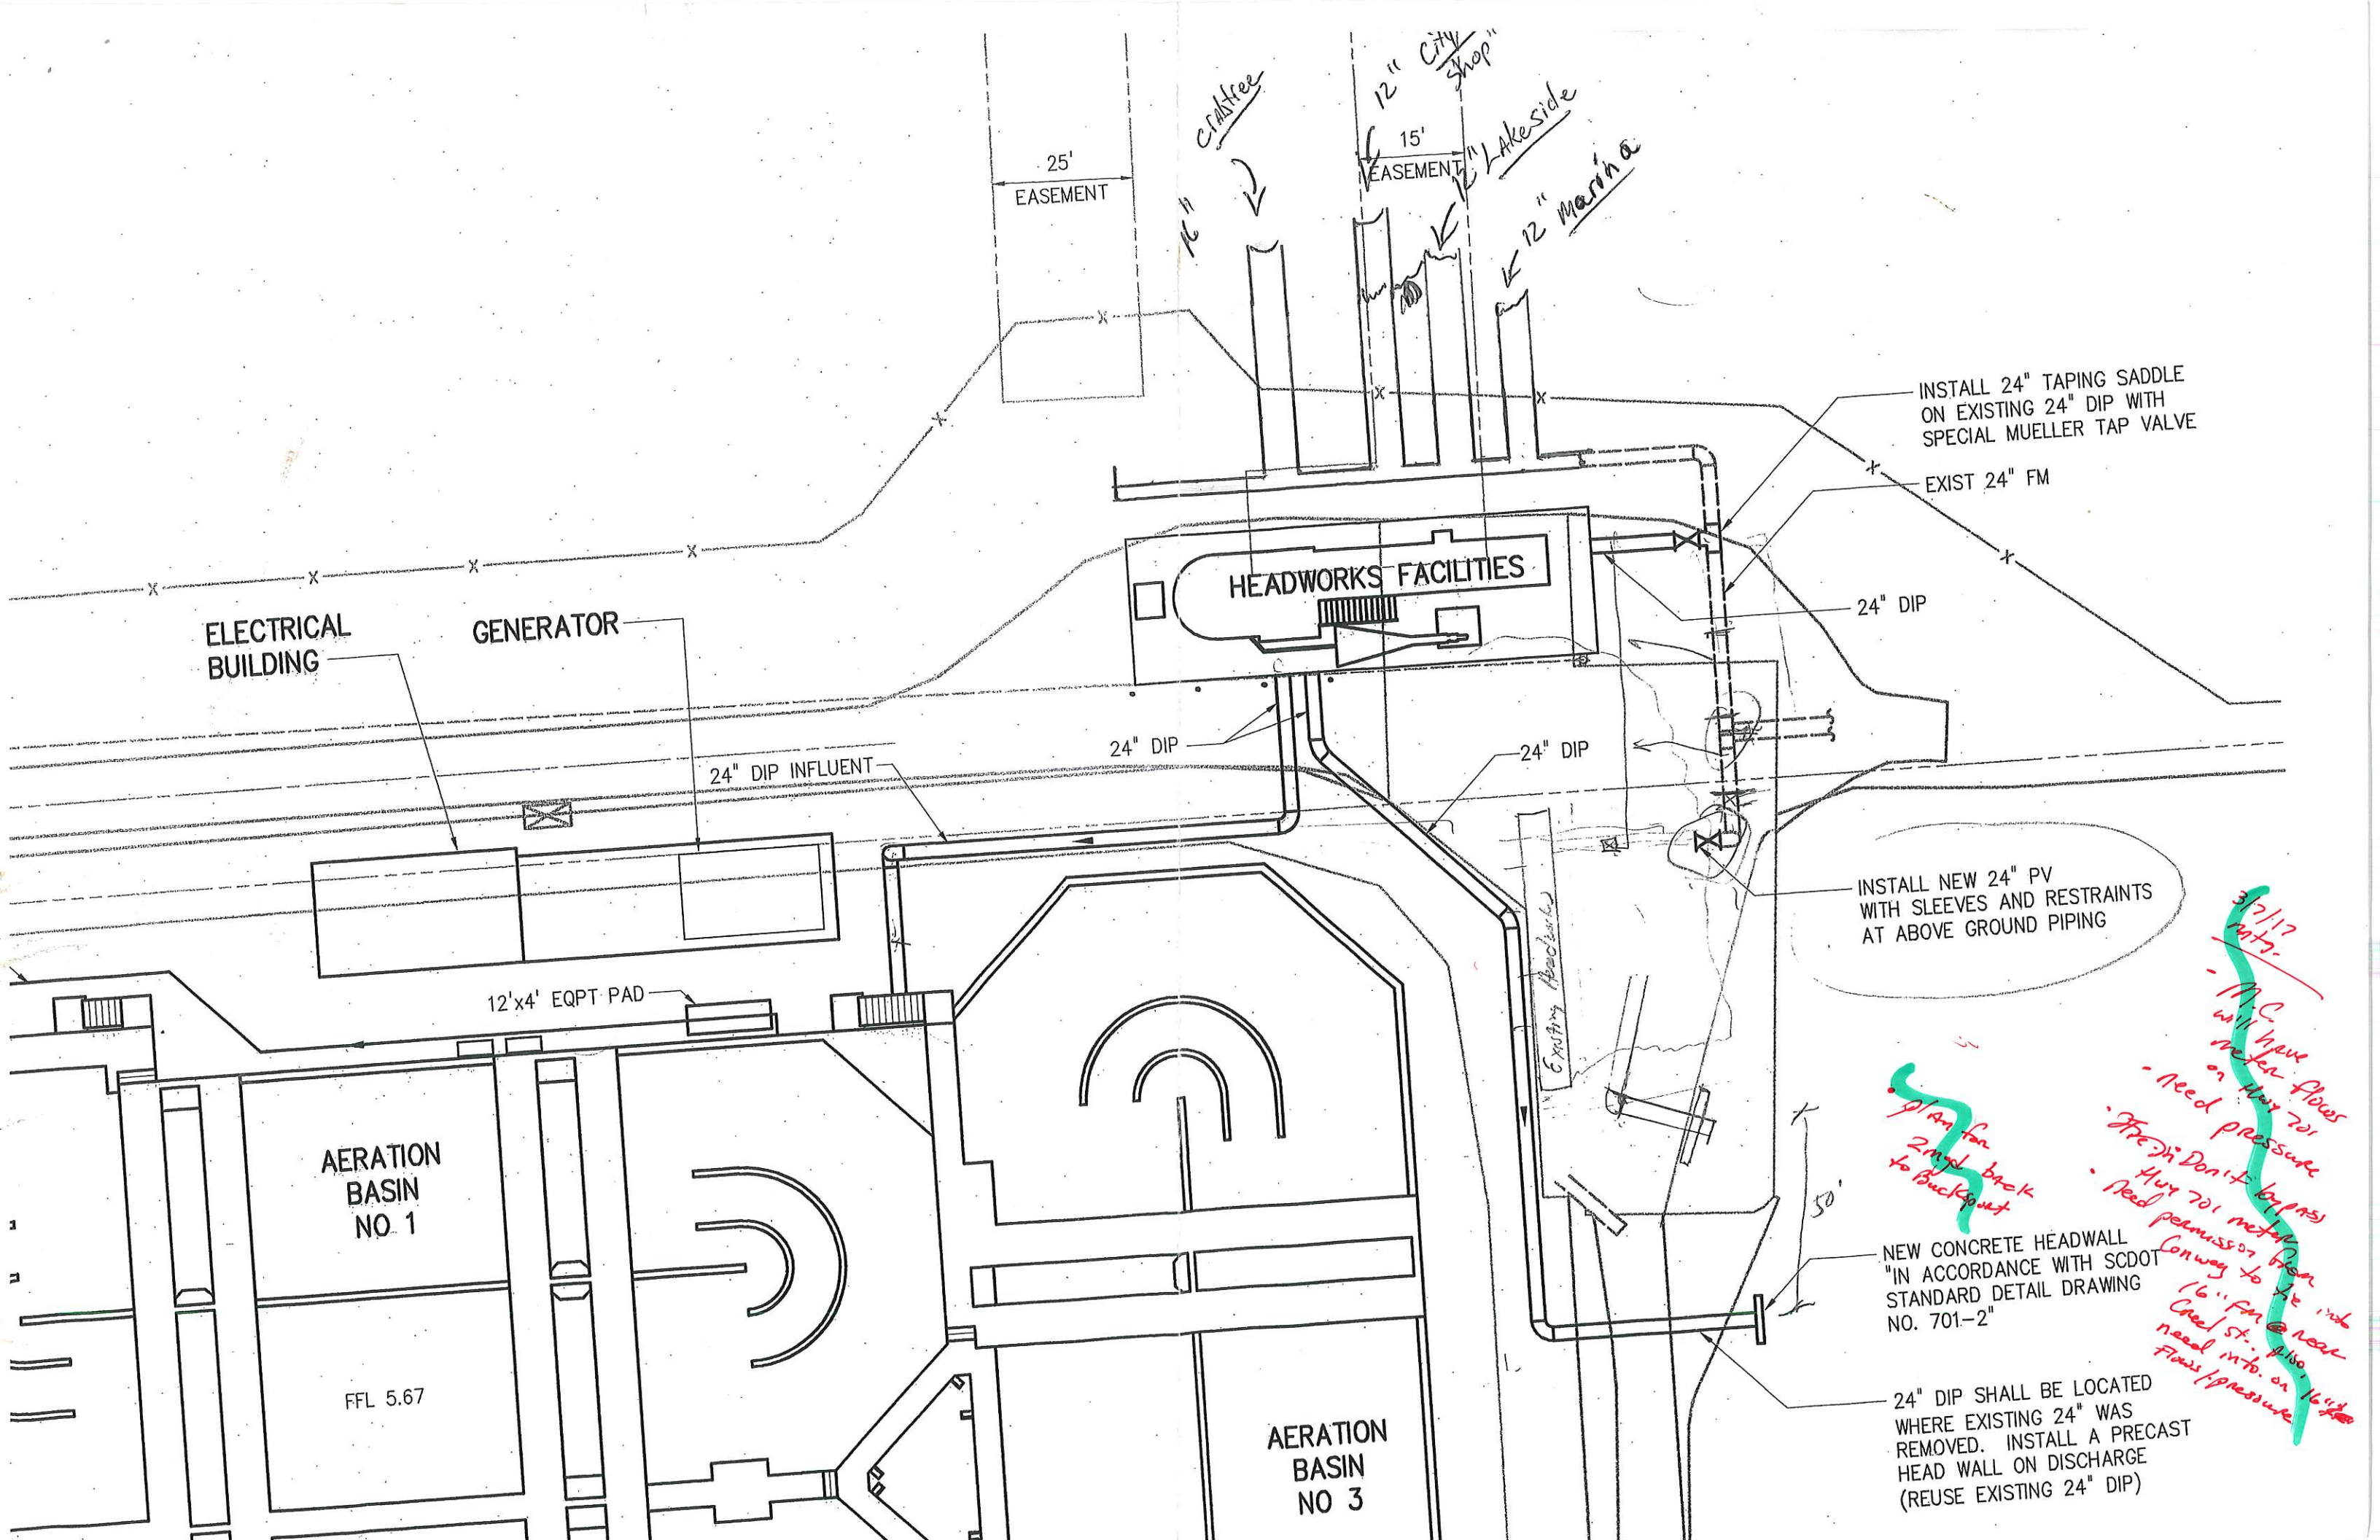 25'
EASEMENT
16"
Crabtree
12" City
Shop"
15'
EASEMENT
" Lakeside
12" Marina
INSTALL 24" TAPING SADDLE
ON EXISTING 24" DIP WITH
SPECIAL MUELLER TAP VALVE
EXIST 24" FM
24" DIP
HEADWORKS FACILITIES
ELECTRICAL
BUILDING
GENERATOR
24" DIP
24" DIP
24" DIP INFLUENT
INSTALL NEW 24" PV
WITH SLEEVES AND RESTRAINTS
AT ABOVE GROUND PIPING
Existing Headworks
12'x4' EQPT PAD
AERATION
BASIN
NO 1
FFL 5.67
AERATION
BASIN
NO 3
50'
NEW CONCRETE HEADWALL
"IN ACCORDANCE WITH SCDOT
STANDARD DETAIL DRAWING
NO. 701-2"
24" DIP SHALL BE LOCATED
WHERE EXISTING 24" WAS
REMOVED. INSTALL A PRECAST
HEAD WALL ON DISCHARGE
(REUSE EXISTING 24" DIP)
• plan for
2mgd back
to Bucksport
3/7/17
mtg.
• M.C.
will have
meter flows
on Hwy 701
• need pressure
Don't bypass
Hwy 701 meter
• need permisson from
Conway to tie into
16" FM @ near
Creel St. Also,
need info. on 16"
Flows/pressure